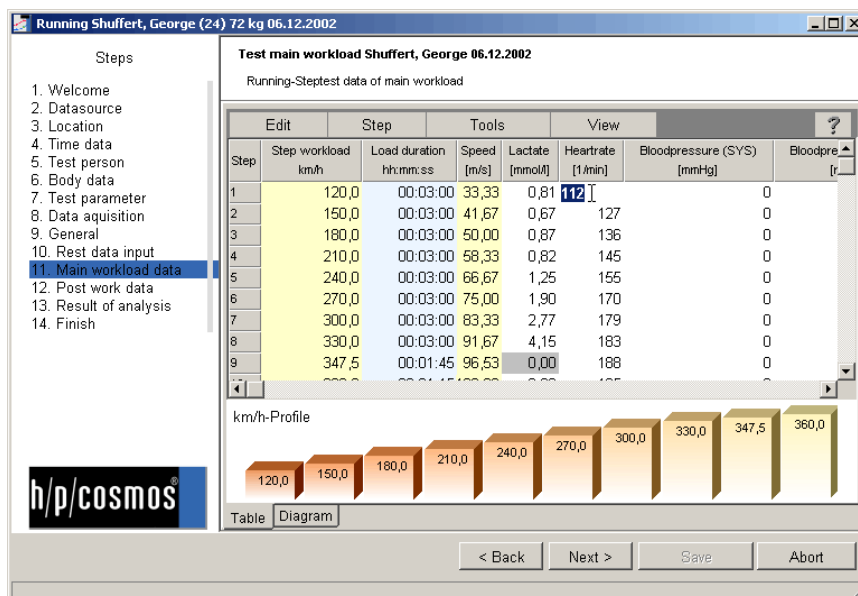 Running Shuffert, George (24) 72 kg 06.12.2002
Steps
1. Welcome
2. Datasource
3. Location
4. Time data
5. Test person
6. Body data
7. Test parameter
8. Data aquisition
9. General
10. Rest data input
11. Main workload data
12. Post work data
13. Result of analysis
14. Finish
h/p/cosmos®
Test main workload Shuffert, George 06.12.2002
Running-Steptest data of main workload
Edit Step Tools View ?
Step Step workload Load duration Speed Lactate Heartrate Bloodpressure (SYS) Bloodpre
km/h hh:mm:ss [m/s] [mmol/l] [1/min] [mmHg]
1 120,0 00:03:00 33,33 0,81 112 0
2 150,0 00:03:00 41,67 0,67 127 0
3 180,0 00:03:00 50,00 0,87 136 0
4 210,0 00:03:00 58,33 0,82 145 0
5 240,0 00:03:00 66,67 1,25 155 0
6 270,0 00:03:00 75,00 1,90 170 0
7 300,0 00:03:00 83,33 2,77 179 0
8 330,0 00:03:00 91,67 4,15 183 0
9 347,5 00:01:45 96,53 0,00 188 0
km/h-Profile
120,0 150,0 180,0 210,0 240,0 270,0 300,0 330,0 347,5 360,0
Table Diagram
< Back Next > Save Abort